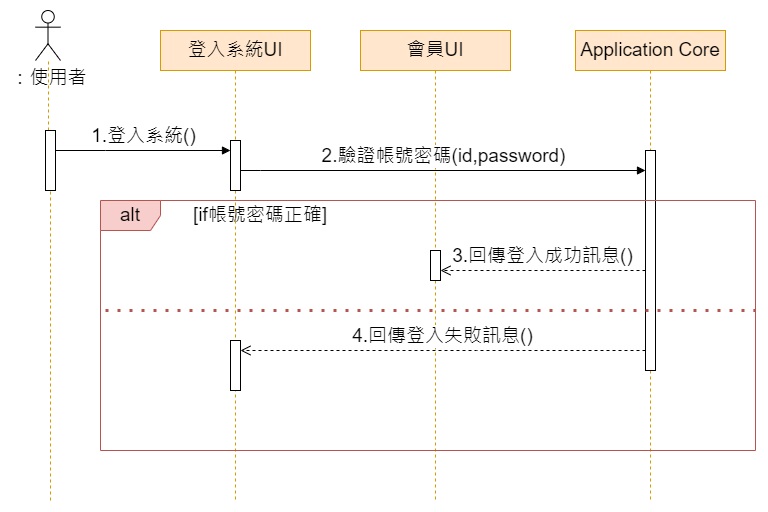 登入系統UI
會員UI
Application Core
：使用者
1.登入系統()
2.驗證帳號密碼(id,password)
alt
[if帳號密碼正確]
3.回傳登入成功訊息()
4.回傳登入失敗訊息()